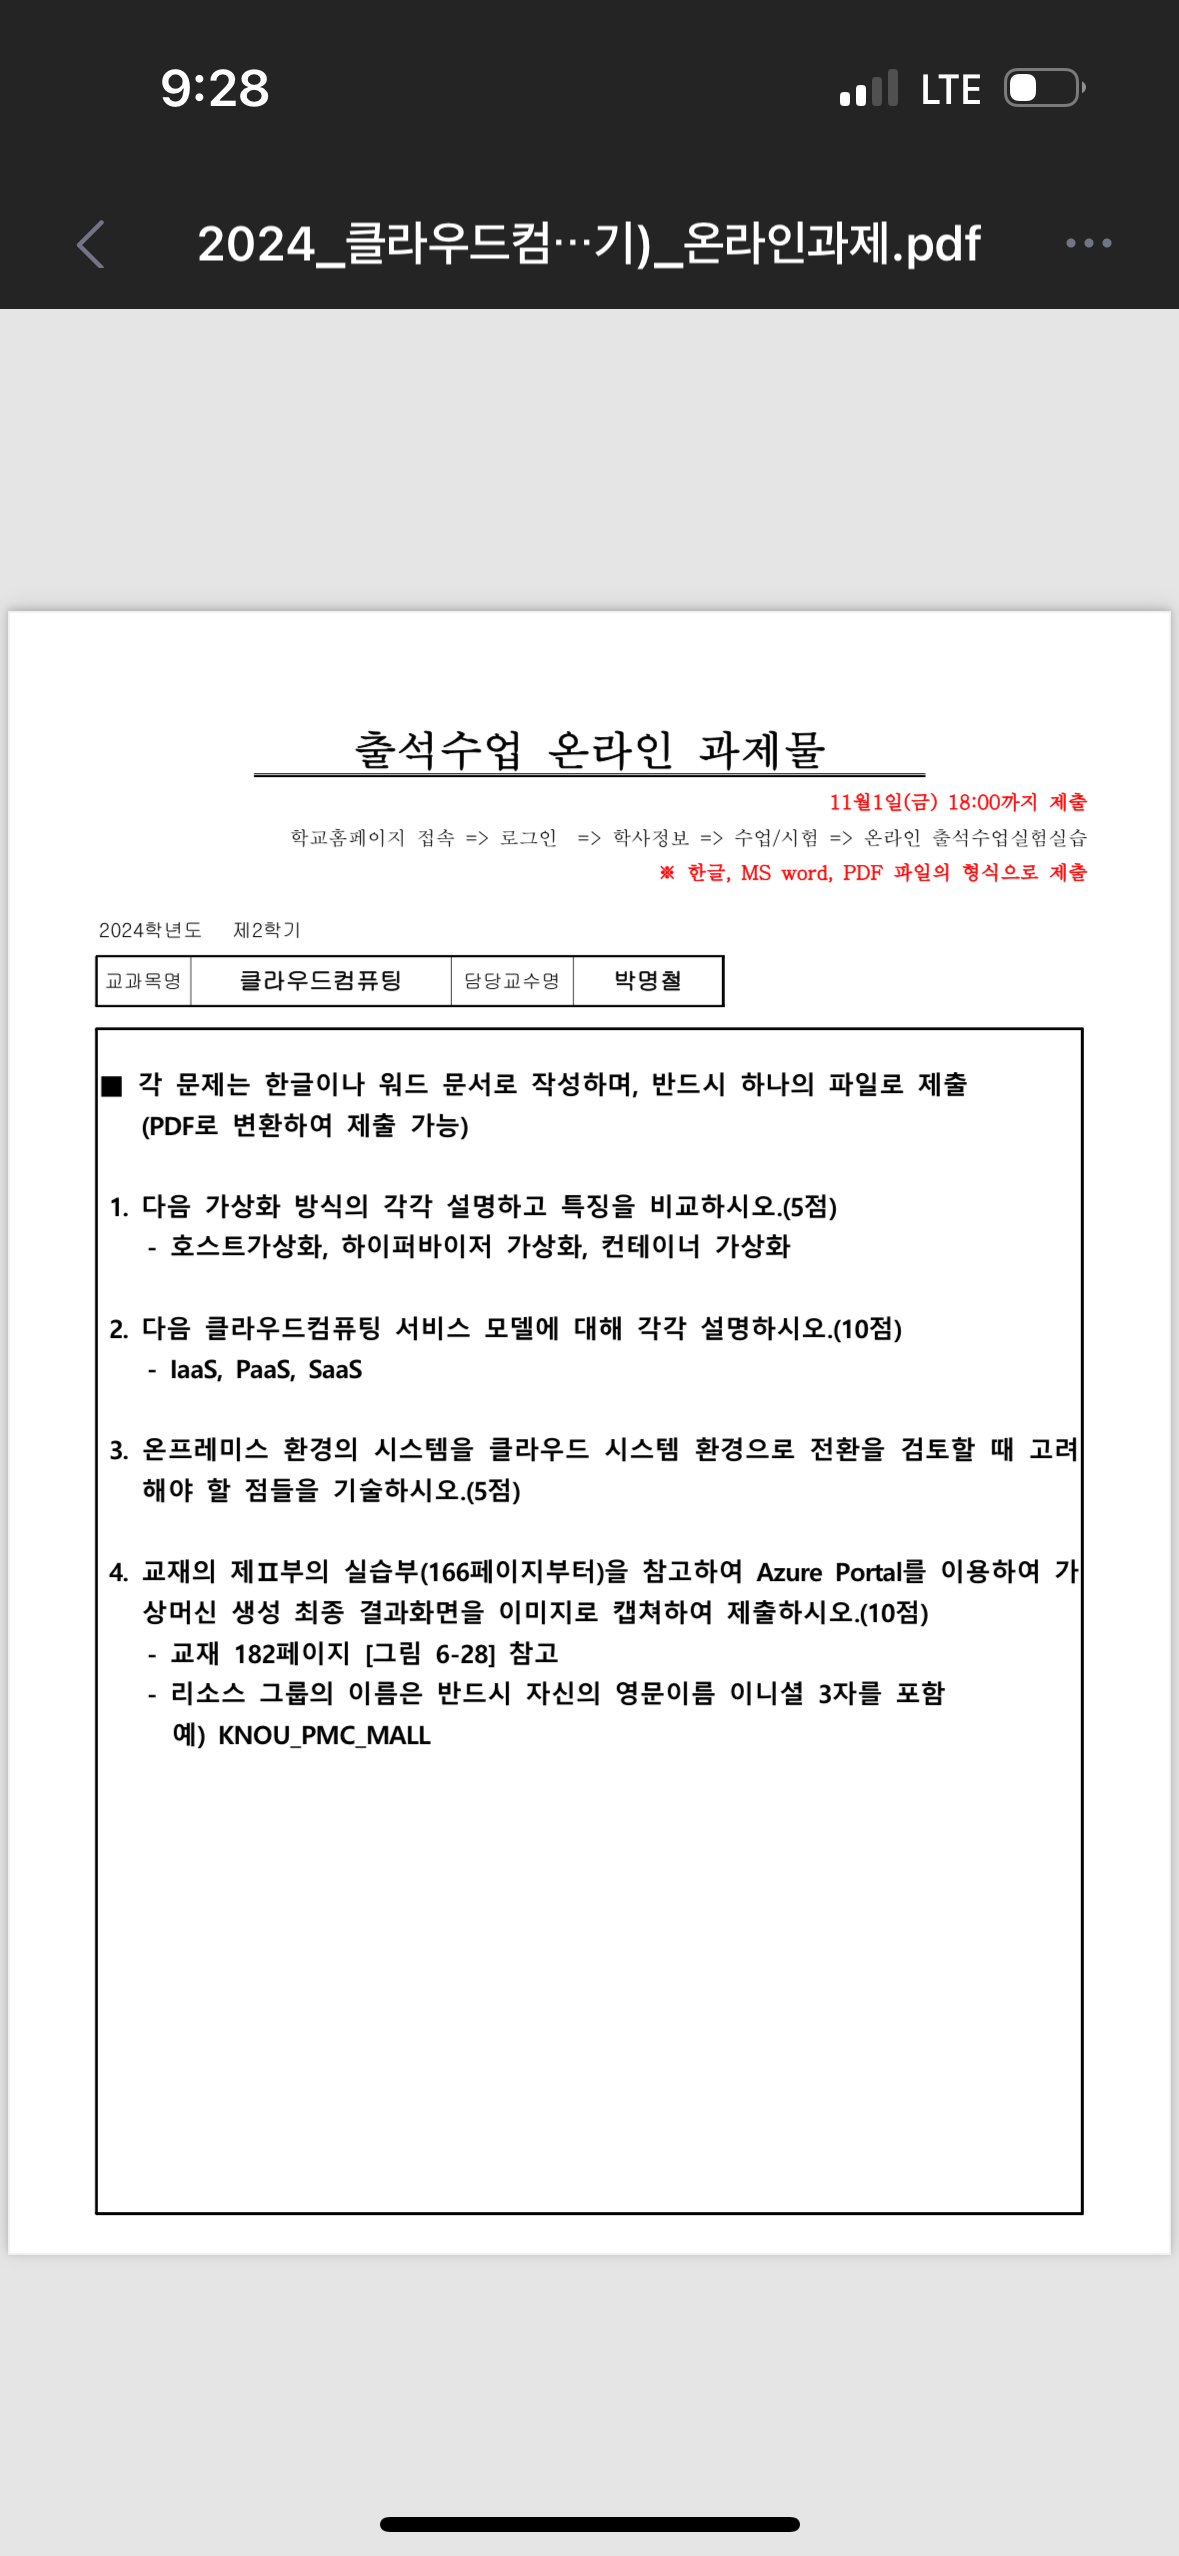 9:28
LTE
2024_클라우드컴…기)_온라인과제.pdf
출석수업 온라인 과제물
11월1일(금) 18:00까지 제출
학교홈페이지 접속 => 로그인 => 학사정보 => 수업/시험 => 온라인 출석수업실험실습
※ 한글, MS word, PDF 파일의 형식으로 제출
2024학년도 제2학기
교과목명 클라우드컴퓨팅 담당교수명 박명철
■ 각 문제는 한글이나 워드 문서로 작성하며, 반드시 하나의 파일로 제출
(PDF로 변환하여 제출 가능)
1. 다음 가상화 방식의 각각 설명하고 특징을 비교하시오.(5점)
- 호스트가상화, 하이퍼바이저 가상화, 컨테이너 가상화
2. 다음 클라우드컴퓨팅 서비스 모델에 대해 각각 설명하시오.(10점)
- IaaS, PaaS, SaaS
3. 온프레미스 환경의 시스템을 클라우드 시스템 환경으로 전환을 검토할 때 고려
해야 할 점들을 기술하시오.(5점)
4. 교재의 제Ⅱ부의 실습부(166페이지부터)을 참고하여 Azure Portal를 이용하여 가
상머신 생성 최종 결과화면을 이미지로 캡쳐하여 제출하시오.(10점)
- 교재 182페이지 [그림 6-28] 참고
- 리소스 그룹의 이름은 반드시 자신의 영문이름 이니셜 3자를 포함
예) KNOU_PMC_MALL